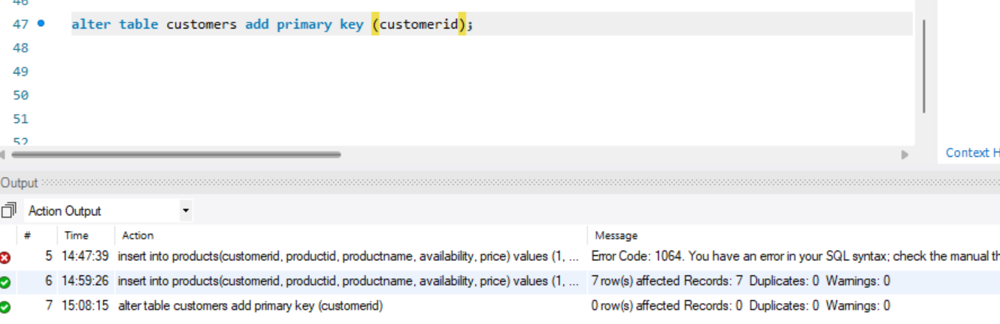 46
47 alter table customers add primary key (customerid);
48
49
50
51
52
Context H
Output
Action Output
# Time Action Message
5 14:47:39 insert into products(customerid, productid, productname, availability, price) values (1, ... Error Code: 1064. You have an error in your SQL syntax; check the manual th
6 14:59:26 insert into products(customerid, productid, productname, availability, price) values (1, ... 7 row(s) affected Records: 7 Duplicates: 0 Warnings: 0
7 15:08:15 alter table customers add primary key (customerid) 0 row(s) affected Records: 0 Duplicates: 0 Warnings: 0